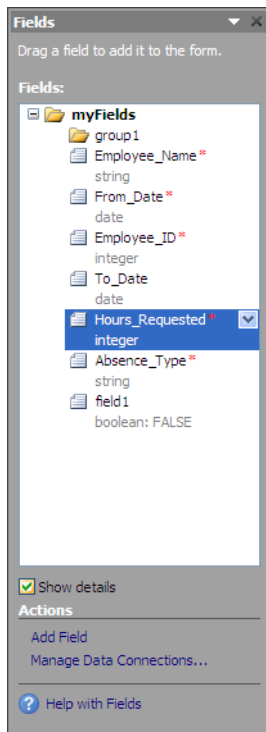 Fields
Drag a field to add it to the form.
Fields:
myFields
group1
Employee_Name *
string
From_Date *
date
Employee_ID *
integer
To_Date
date
Hours_Requested *
integer
Absence_Type *
string
field1
boolean: FALSE
Show details
Actions
Add Field
Manage Data Connections...
Help with Fields